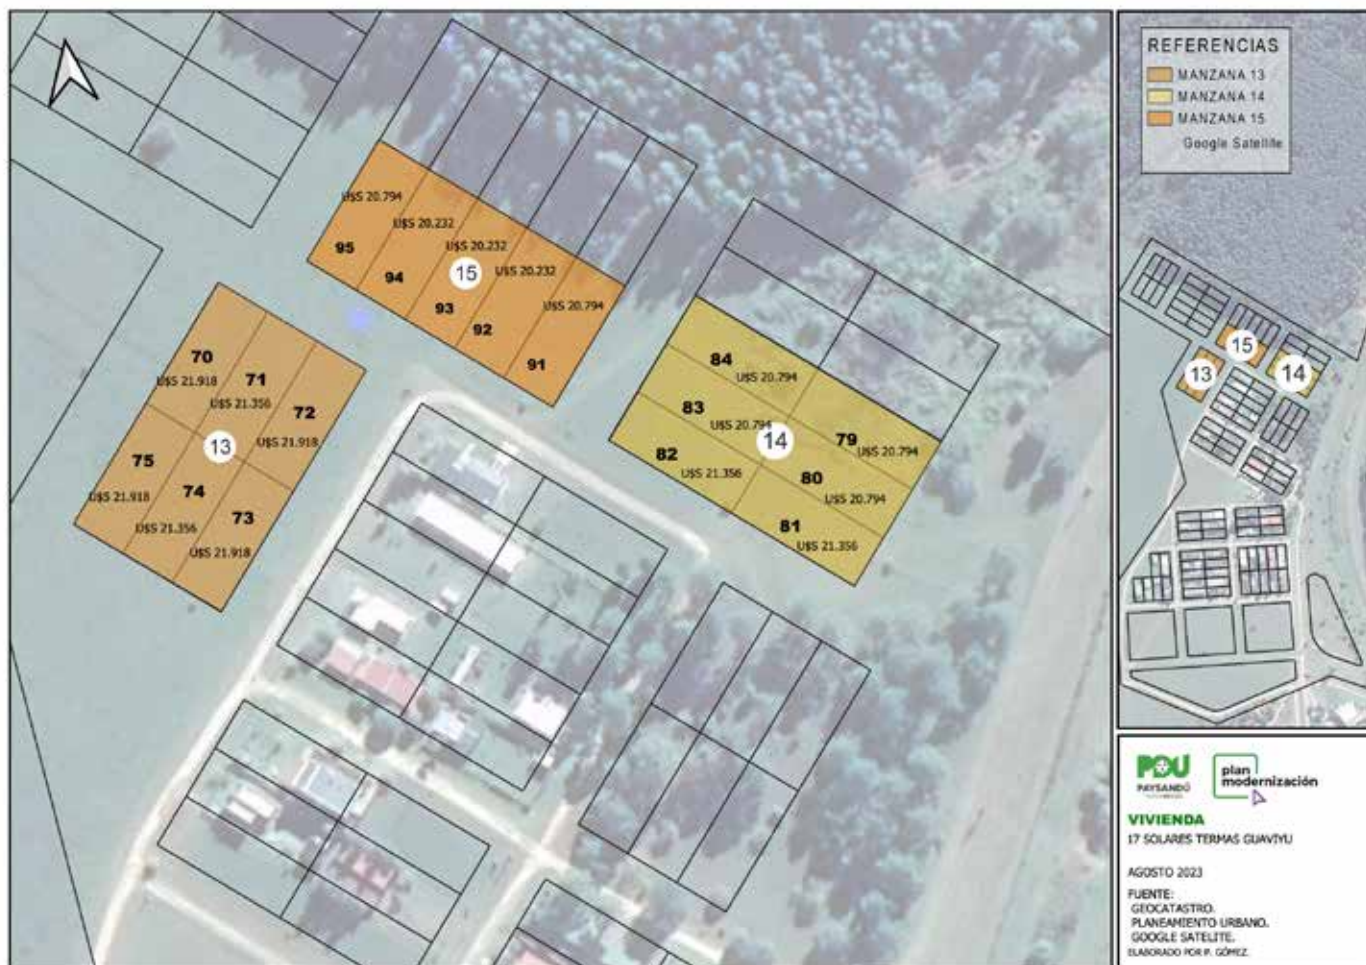 U$S 20.794
U$S 20.232
U$S 20.232
U$S 20.232
U$S 20.794
95
94
15
93
92
91
70
U$S 21.918
71
U$S 21.356
72
U$S 21.918
13
75
U$S 21.918
74
U$S 21.356
73
U$S 21.918
84
U$S 20.794
83
U$S 20.794
14
79
U$S 20.794
82
U$S 21.356
80
U$S 20.794
81
U$S 21.356
REFERENCIAS
MANZANA 13
MANZANA 14
MANZANA 15
Google Satellite
15
13
14
POU
PAYSANDÚ
plan
modernización
VIVIENDA
17 SOLARES TERMAS GUAVIYU
AGOSTO 2023
FUENTE:
GEOCATASTRO.
PLANEAMIENTO URBANO.
GOOGLE SATELITE.
ELABORADO POR P. GÓMEZ.